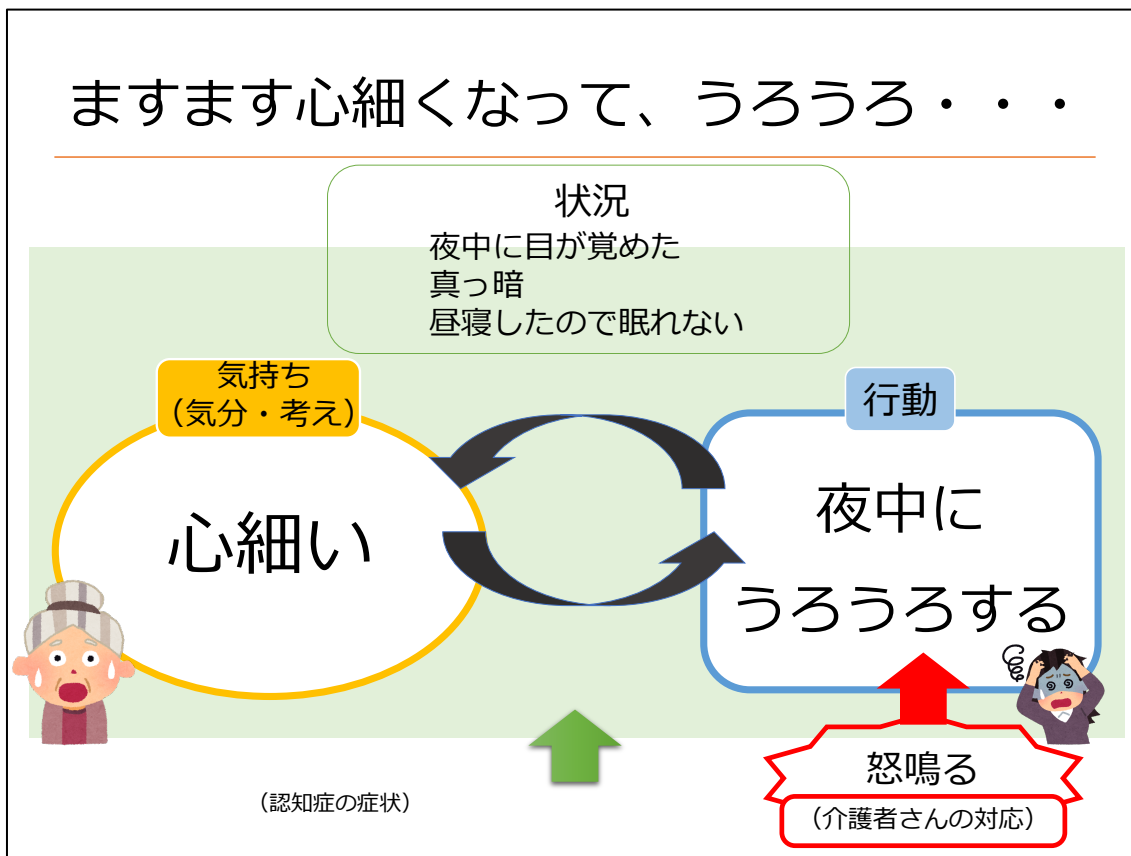 ますます心細くなって、うろうろ・・・
状況
夜中に目が覚めた
真っ暗
昼寝したので眠れない
気持ち
（気分・考え）
心細い
行動
夜中に
うろうろする
怒鳴る
（介護者さんの対応）
（認知症の症状）